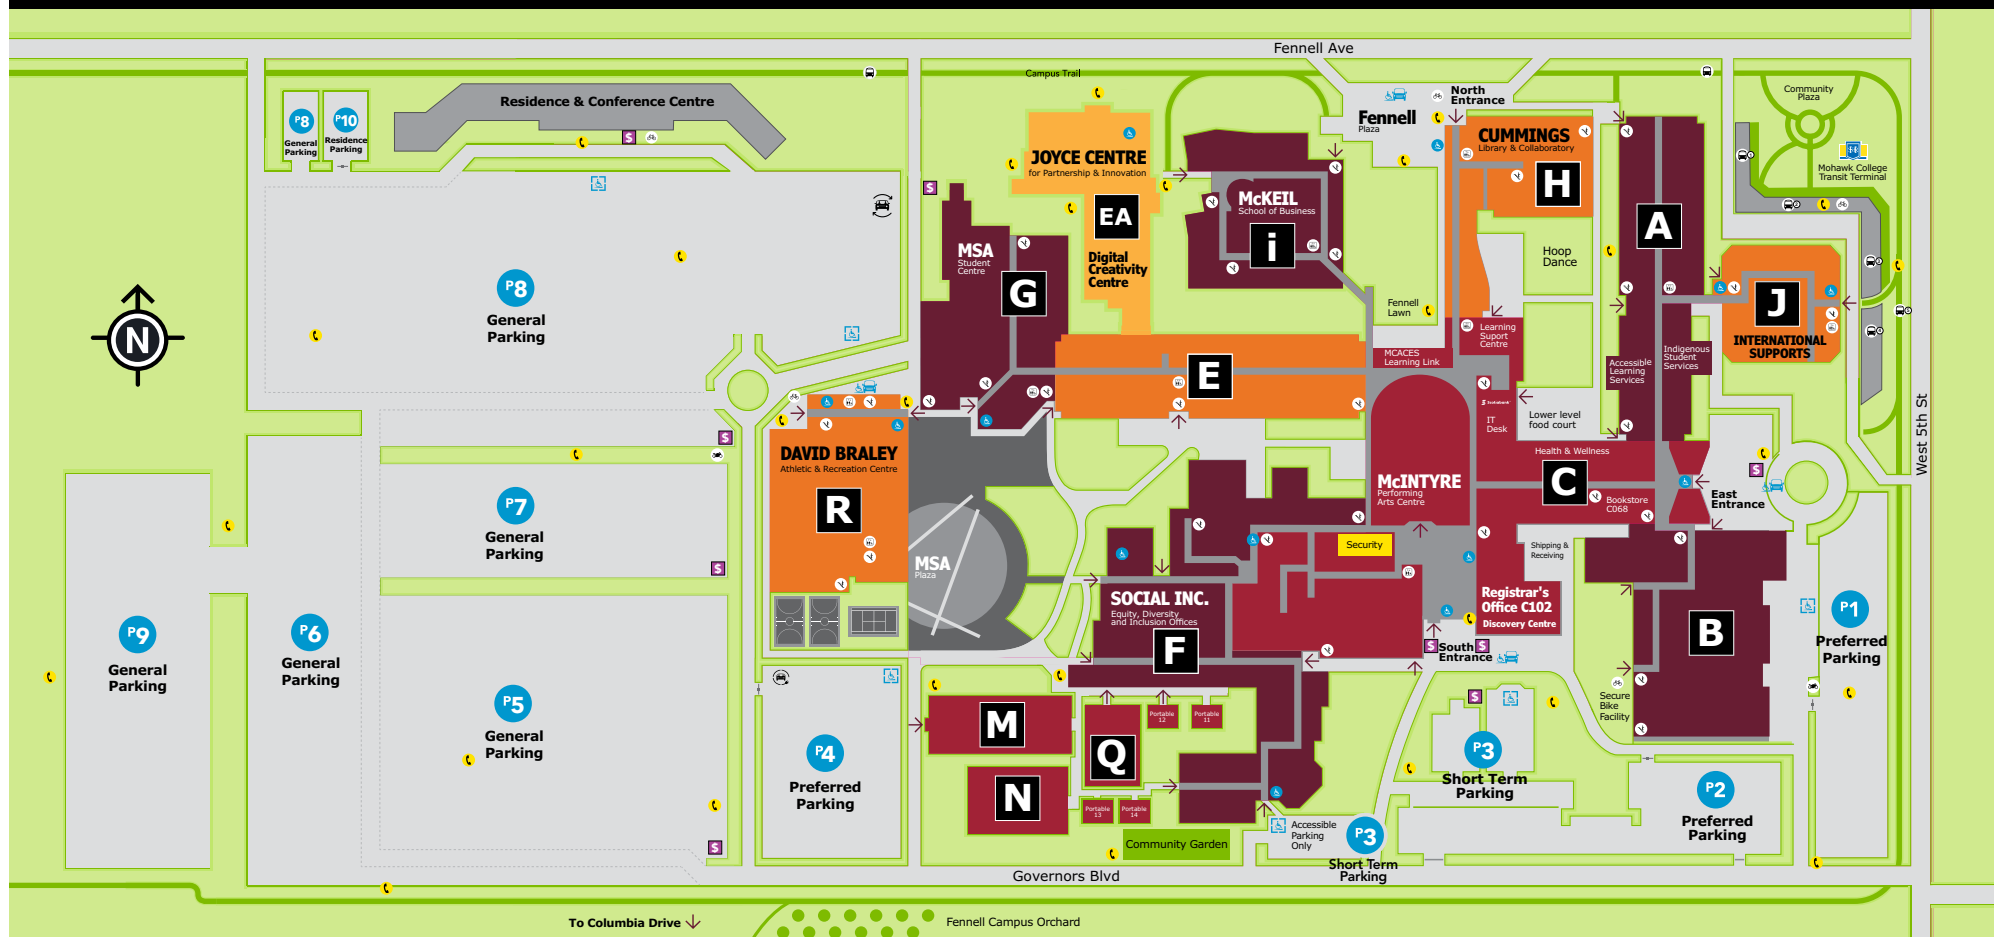 Fennell Ave
Campus Trail
Residence & Conference Centre
P8
General
Parking
P10
Residence
Parking
North
Entrance
Fennell
Plaza
CUMMINGS
Library & Collaboratory
H
Community
Plaza
Mohawk College
Transit Terminal
JOYCE CENTRE
for Partnership & Innovation
EA
Digital
Creativity
Centre
McKEIL
School of Business
i
A
Hoop
Dance
MSA
Student
Centre
G
J
INTERNATIONAL
SUPPORTS
P8
General
Parking
N
Fennell
Lawn
Learning
Suport
Centre
MCACES
Learning Link
Indigenous
Student
Services
Accessible
Learning
Services
E
Scotiabank
IT
Desk
Lower level
food court
West 5th St
DAVID BRALEY
Athletic & Recreation Centre
R
McINTYRE
Performing
Arts Centre
Health & Wellness
C
Bookstore
C068
East
Entrance
P7
General
Parking
MSA
Plaza
Security
Shipping &
Receiving
SOCIAL INC.
Equity, Diversity
and Inclusion Offices
F
Registrar's
Office C102
Discovery Centre
B
P1
Preferred
Parking
P9
General
Parking
P6
General
Parking
South
Entrance
Secure
Bike
Facility
P5
General
Parking
P4
Preferred
Parking
M
N
Q
Portable
12
Portable
11
Portable
13
Portable
14
P3
Short Term
Parking
P2
Preferred
Parking
Community Garden
Accessible
Parking
Only
P3
Short Term
Parking
Governors Blvd
To Columbia Drive
Fennell Campus Orchard